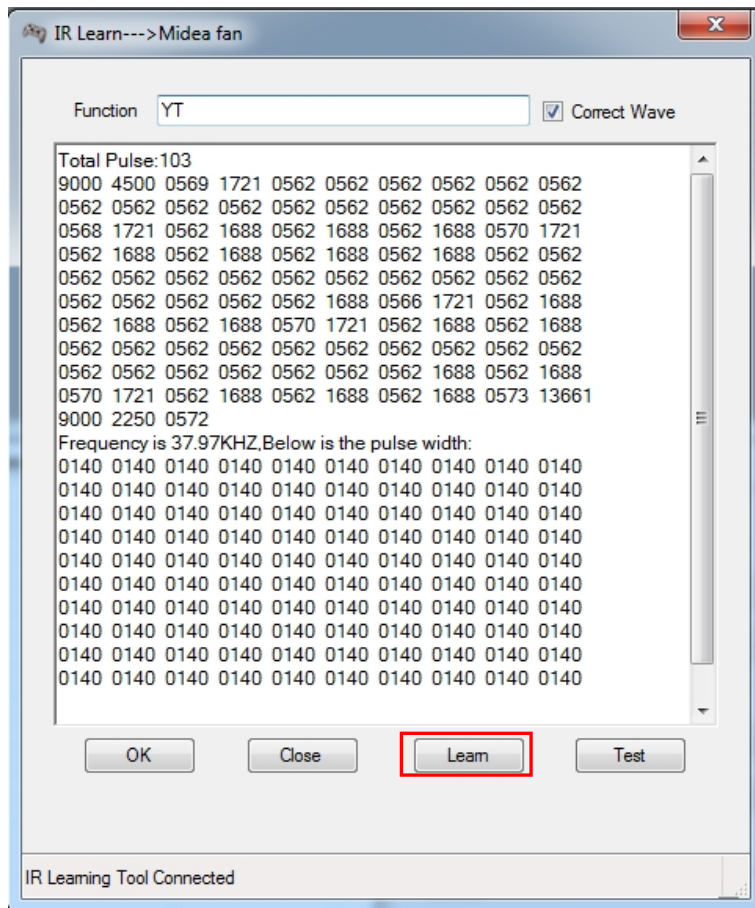 IR Learn--->Midea fan
Function YT Correct Wave
Total Pulse:103
9000 4500 0569 1721 0562 0562 0562 0562 0562 0562
0562 0562 0562 0562 0562 0562 0562 0562 0562 0562
0568 1721 0562 1688 0562 1688 0562 1688 0570 1721
0562 1688 0562 1688 0562 1688 0562 1688 0562 0562
0562 0562 0562 0562 0562 0562 0562 0562 0562 0562
0562 0562 0562 0562 0562 1688 0566 1721 0562 1688
0562 1688 0562 1688 0570 1721 0562 1688 0562 1688
0562 0562 0562 0562 0562 0562 0562 0562 0562 0562
0562 0562 0562 0562 0562 0562 0562 1688 0562 1688
0570 1721 0562 1688 0562 1688 0562 1688 0573 13661
9000 2250 0572
Frequency is 37.97KHZ,Below is the pulse width:
0140 0140 0140 0140 0140 0140 0140 0140 0140 0140
0140 0140 0140 0140 0140 0140 0140 0140 0140 0140
0140 0140 0140 0140 0140 0140 0140 0140 0140 0140
0140 0140 0140 0140 0140 0140 0140 0140 0140 0140
0140 0140 0140 0140 0140 0140 0140 0140 0140 0140
0140 0140 0140 0140 0140 0140 0140 0140 0140 0140
0140 0140 0140 0140 0140 0140 0140 0140 0140 0140
0140 0140 0140 0140 0140 0140 0140 0140 0140 0140
0140 0140 0140 0140 0140 0140 0140 0140 0140 0140
0140 0140 0140 0140 0140 0140 0140 0140 0140 0140
OK Close Learn Test
IR Learning Tool Connected